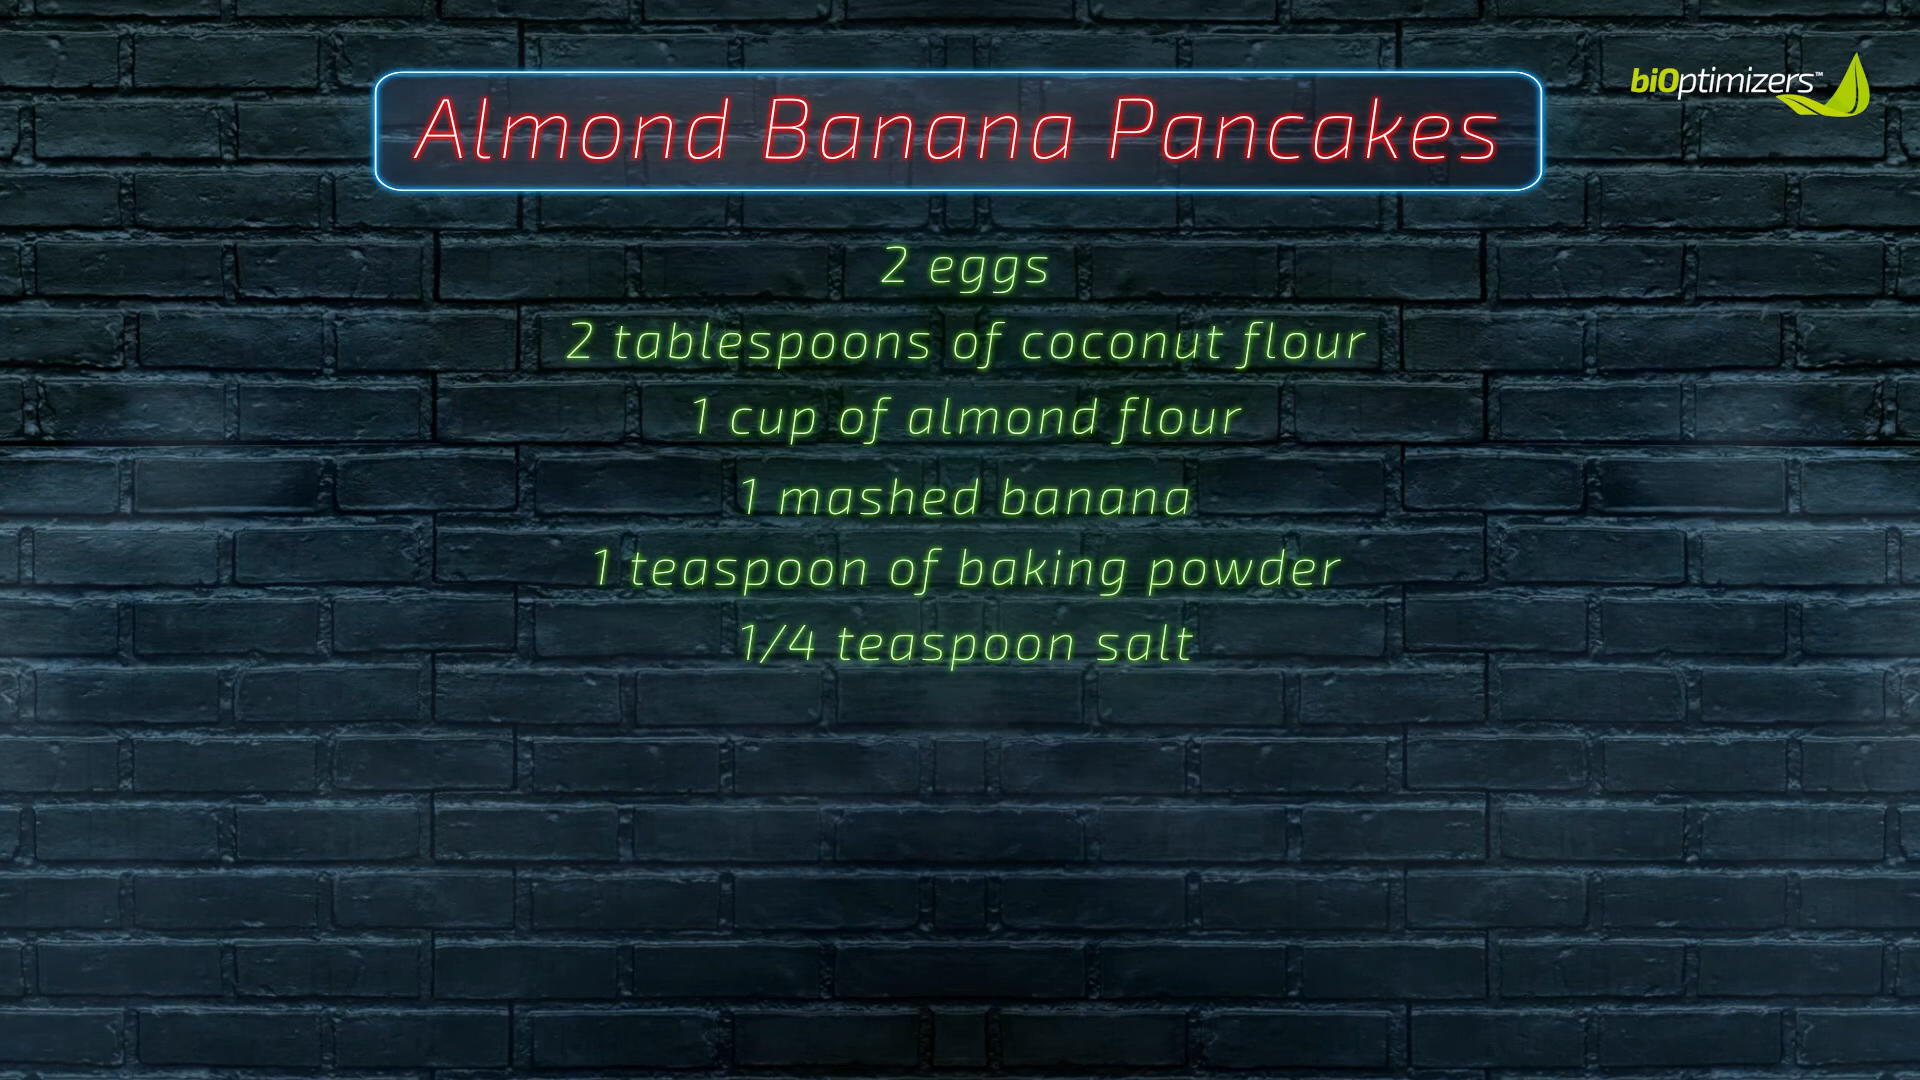 biOptimizers™
Almond Banana Pancakes
2 eggs
2 tablespoons of coconut flour
1 cup of almond flour
1 mashed banana
1 teaspoon of baking powder
1/4 teaspoon salt